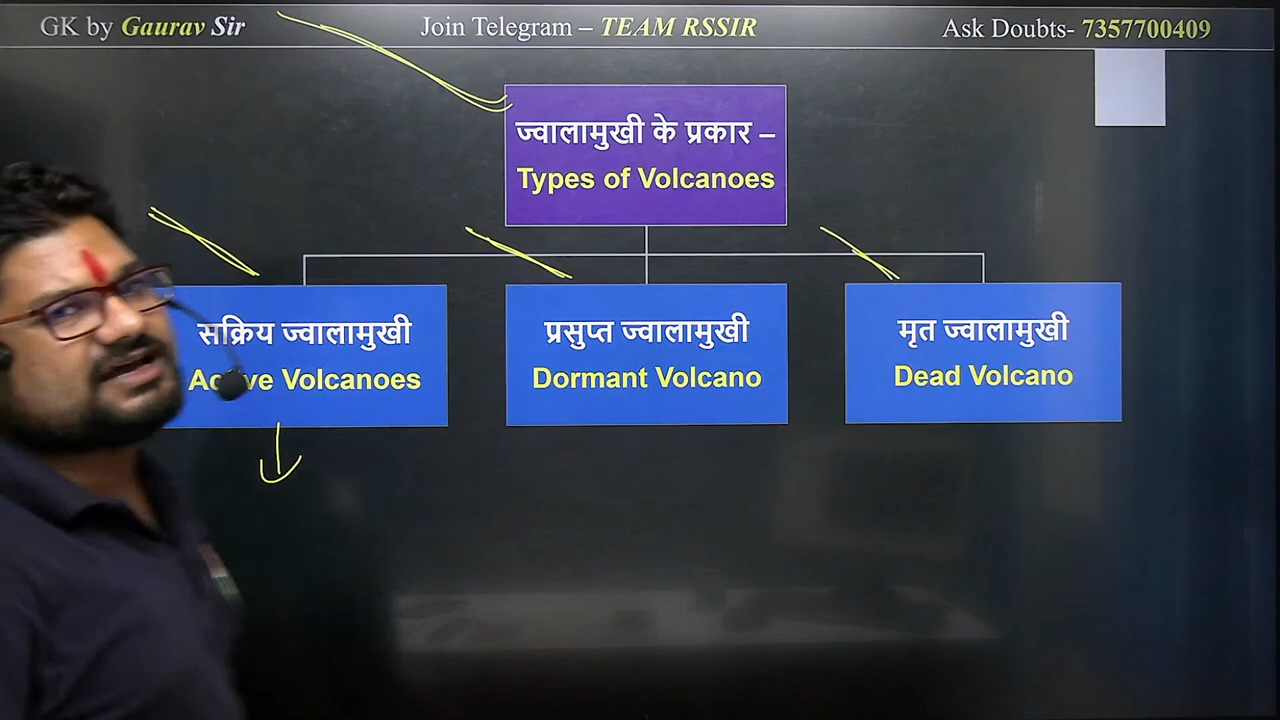 GK by Gaurav Sir
Join Telegram – TEAM RSSIR
Ask Doubts- 7357700409
ज्वालामुखी के प्रकार –
Types of Volcanoes
सक्रिय ज्वालामुखी
Active Volcanoes
प्रसुप्त ज्वालामुखी
Dormant Volcano
मृत ज्वालामुखी
Dead Volcano